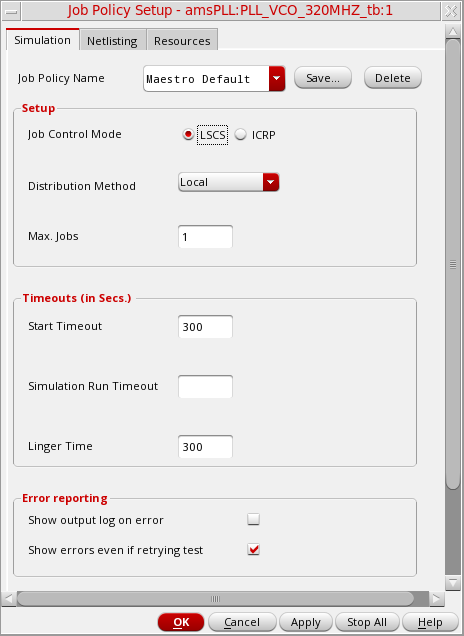 Job Policy Setup - amsPLL:PLL_VCO_320MHZ_tb:1
Simulation Netlisting Resources
Job Policy Name Maestro Default Save... Delete
Setup
Job Control Mode LSCS ICRP
Distribution Method Local
Max. Jobs 1
Timeouts (in Secs.)
Start Timeout 300
Simulation Run Timeout
Linger Time 300
Error reporting
Show output log on error
Show errors even if retrying test
OK Cancel Apply Stop All Help